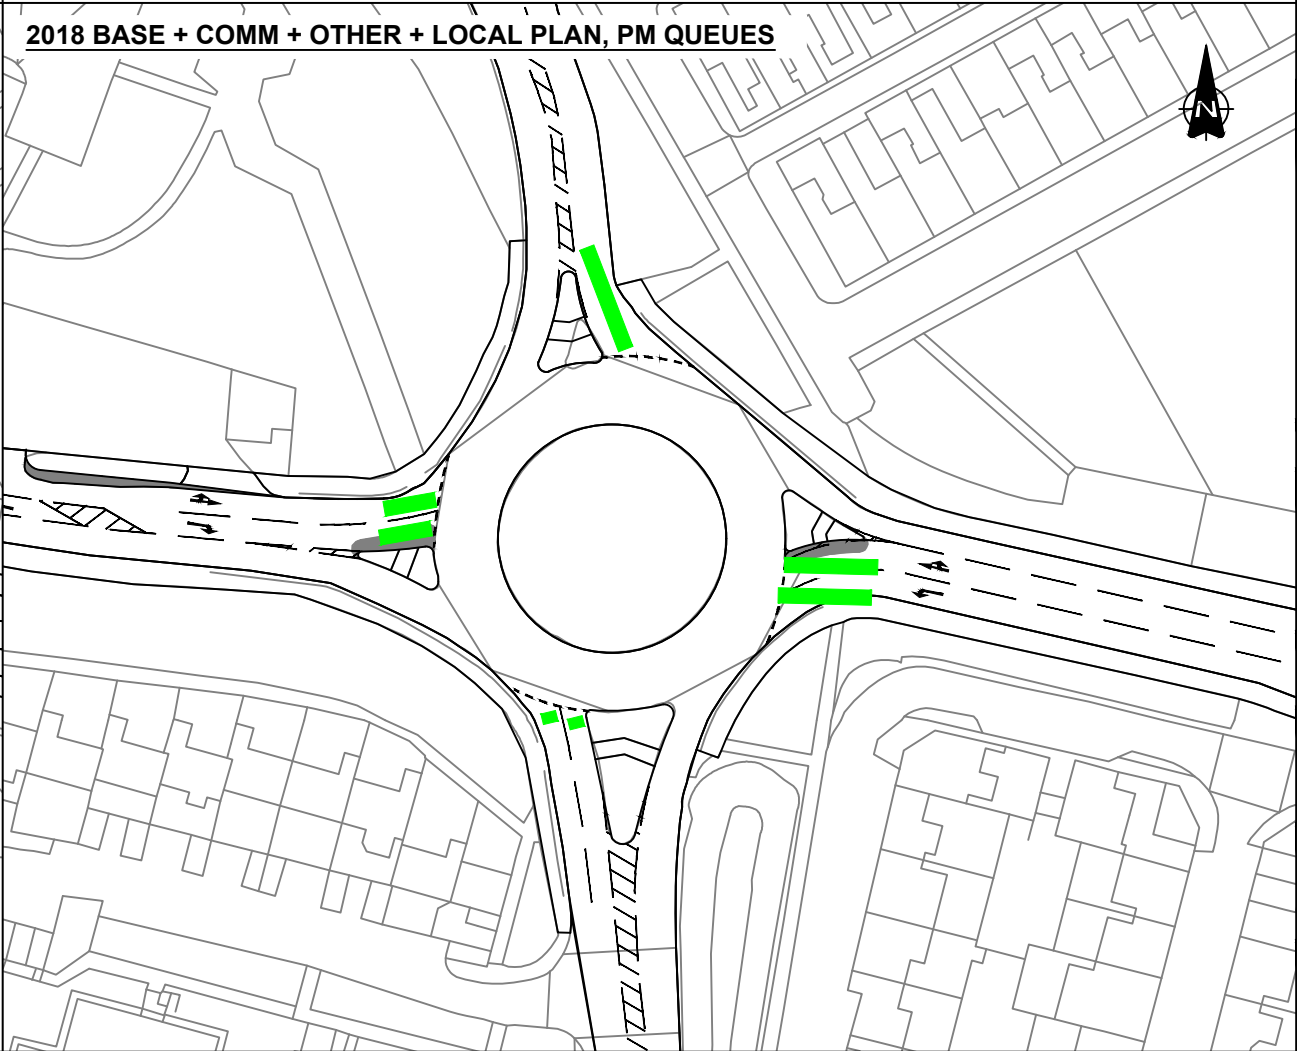 2018 BASE + COMM + OTHER + LOCAL PLAN, PM QUEUES
N